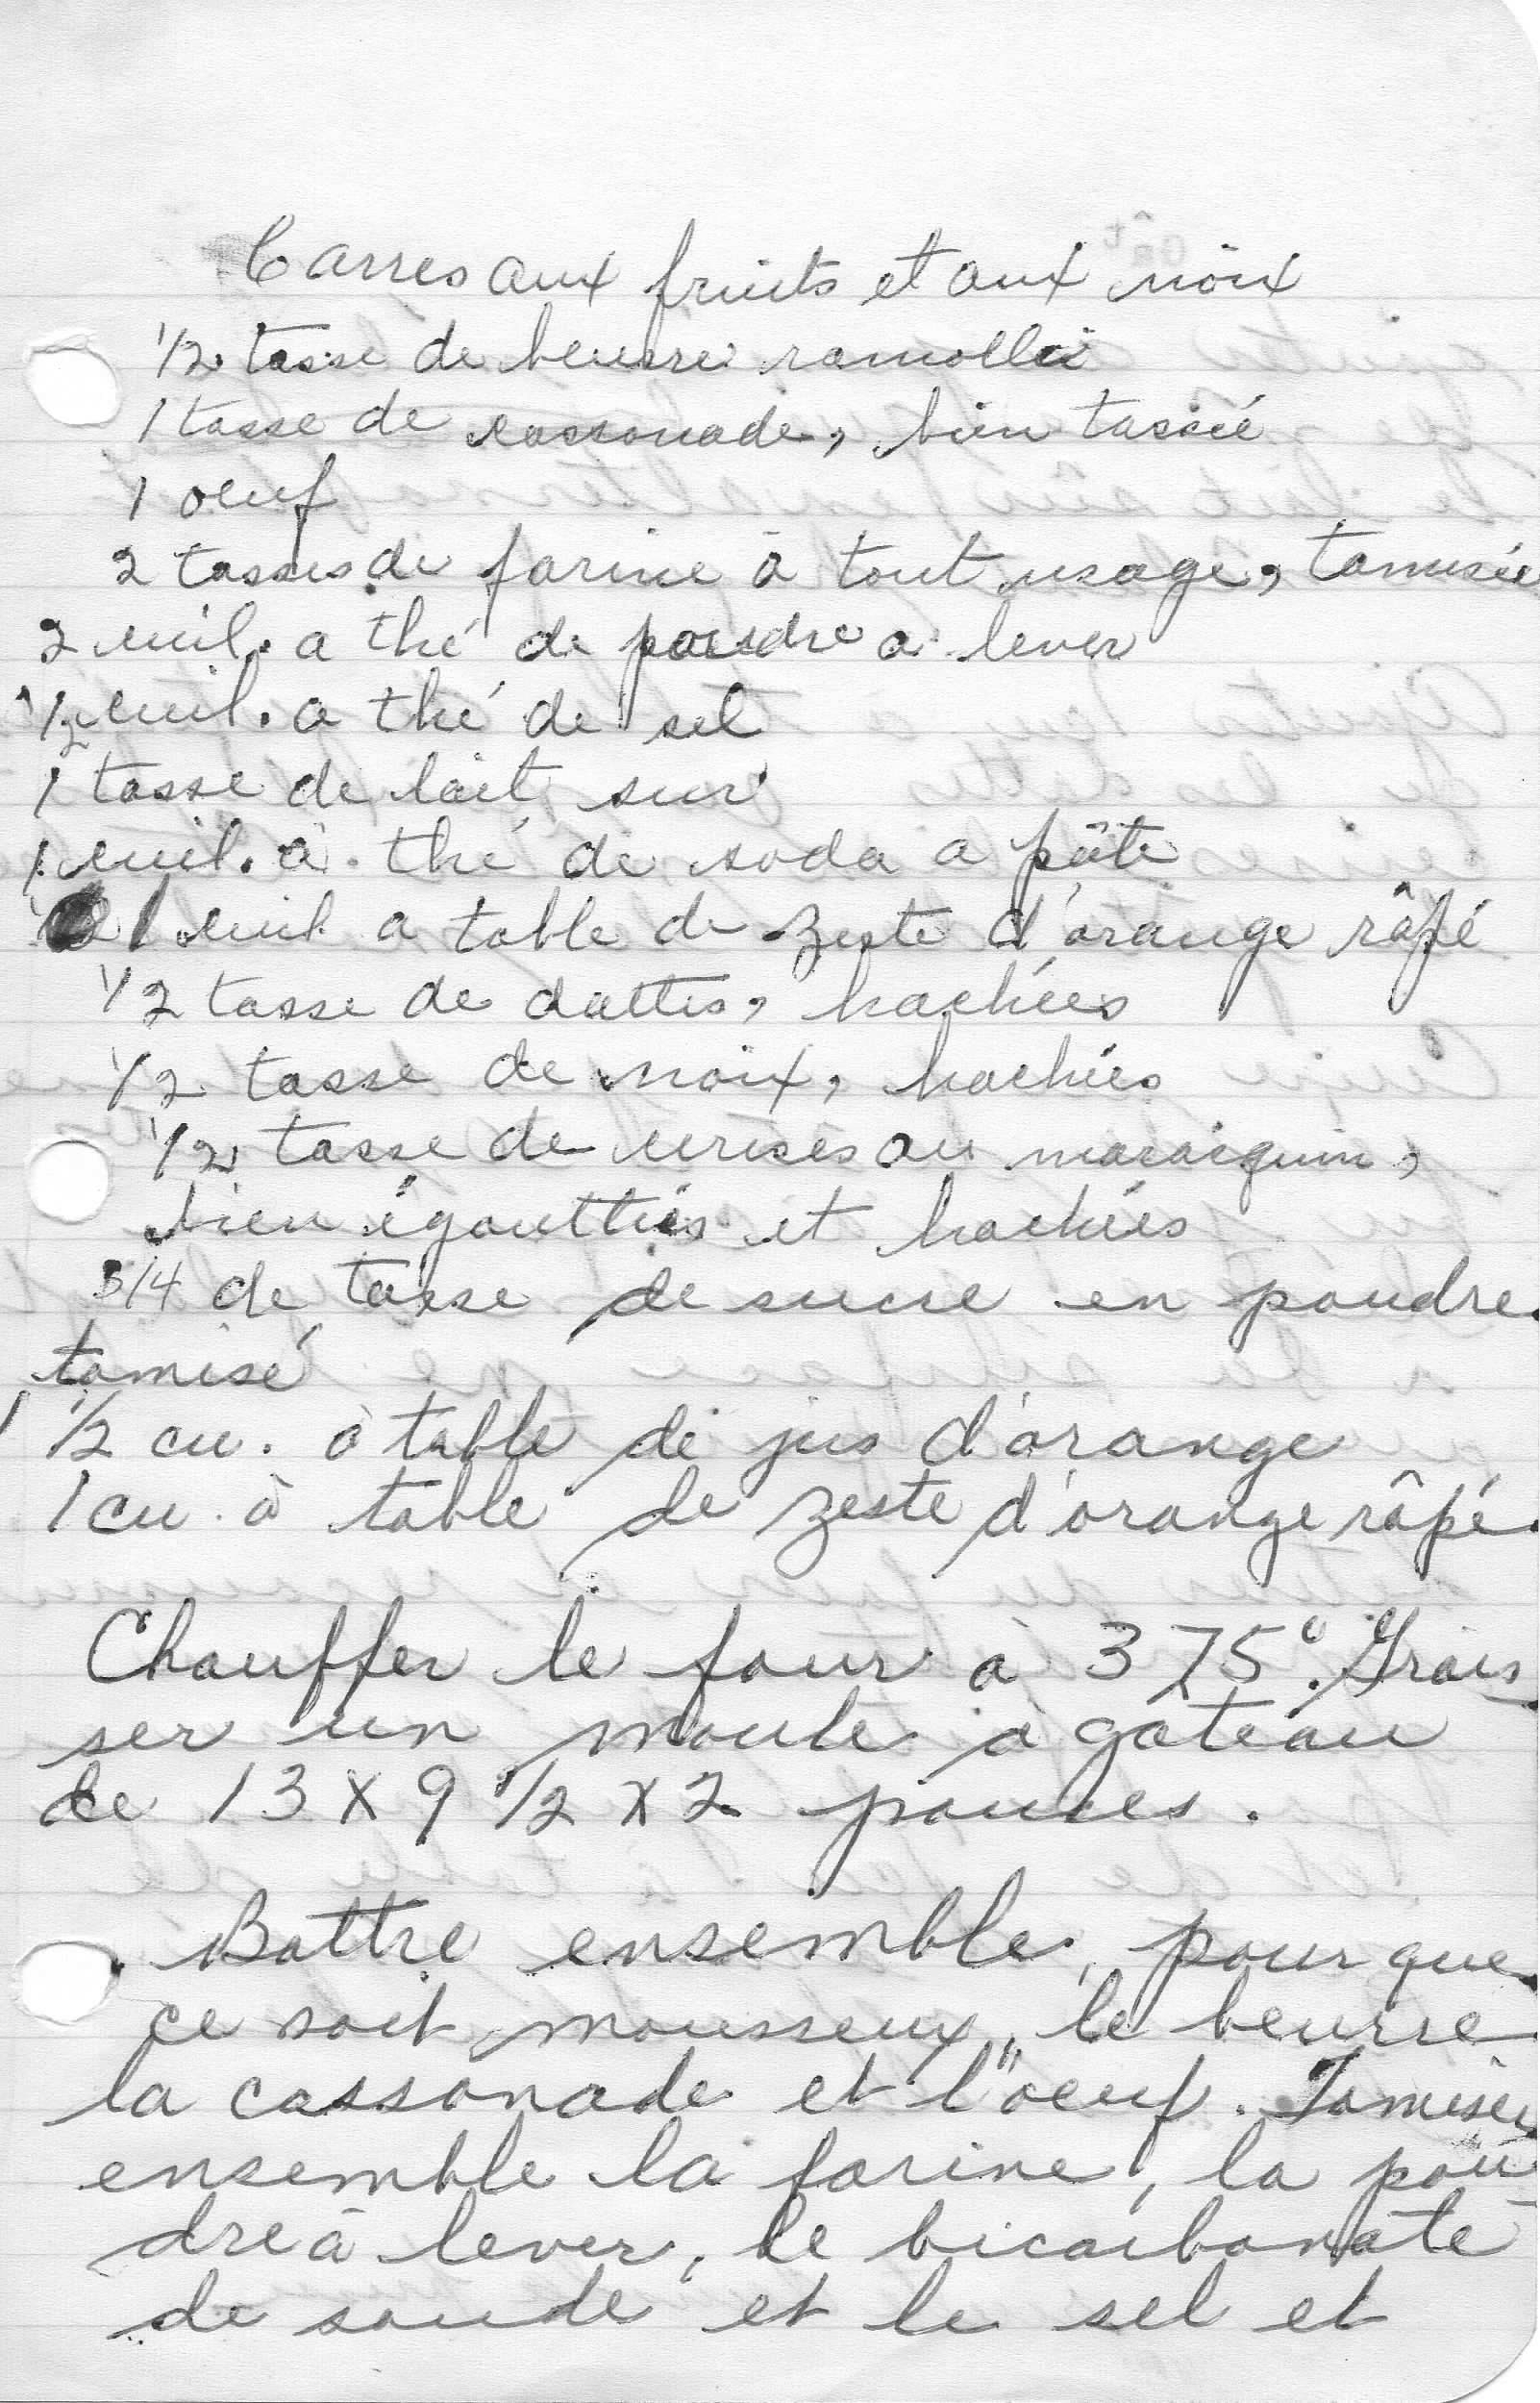 Carres aux fruits et aux noix
1/2 tasse de beurre ramolli
1 tasse de cassonade, bien tassée
1 oeuf
2 tasses de farine à tout usage, tamisée
2 cuil. a thé de poudre a lever
1/2 cuil. a thé de sel
1 tasse de lait sur
1 cuil. à thé de soda a pâte
1 cuil a table de zeste d'orange râpé
1/2 tasse de dattes, hachées
1/2 tasse de noix, hachées
1/2 tasse de cerises au marasquin,
bien égouttées et hachées
3/4 de tasse de sucre en poudre
tamisé
1 1/2 cu. à table de jus d'orange
1 cu. à table de zeste d'orange râpé.
Chauffer le four à 375°. Grais
ser un moule à gateau
de 13 x 9 1/2 x 2 pouces.
Battre ensemble, pour que
ce soit mousseux, le beurre
la cassonade et l'oeuf. Tamiser
ensemble la farine, la pou
dre à lever, le bicarbonate
de soude et le sel et